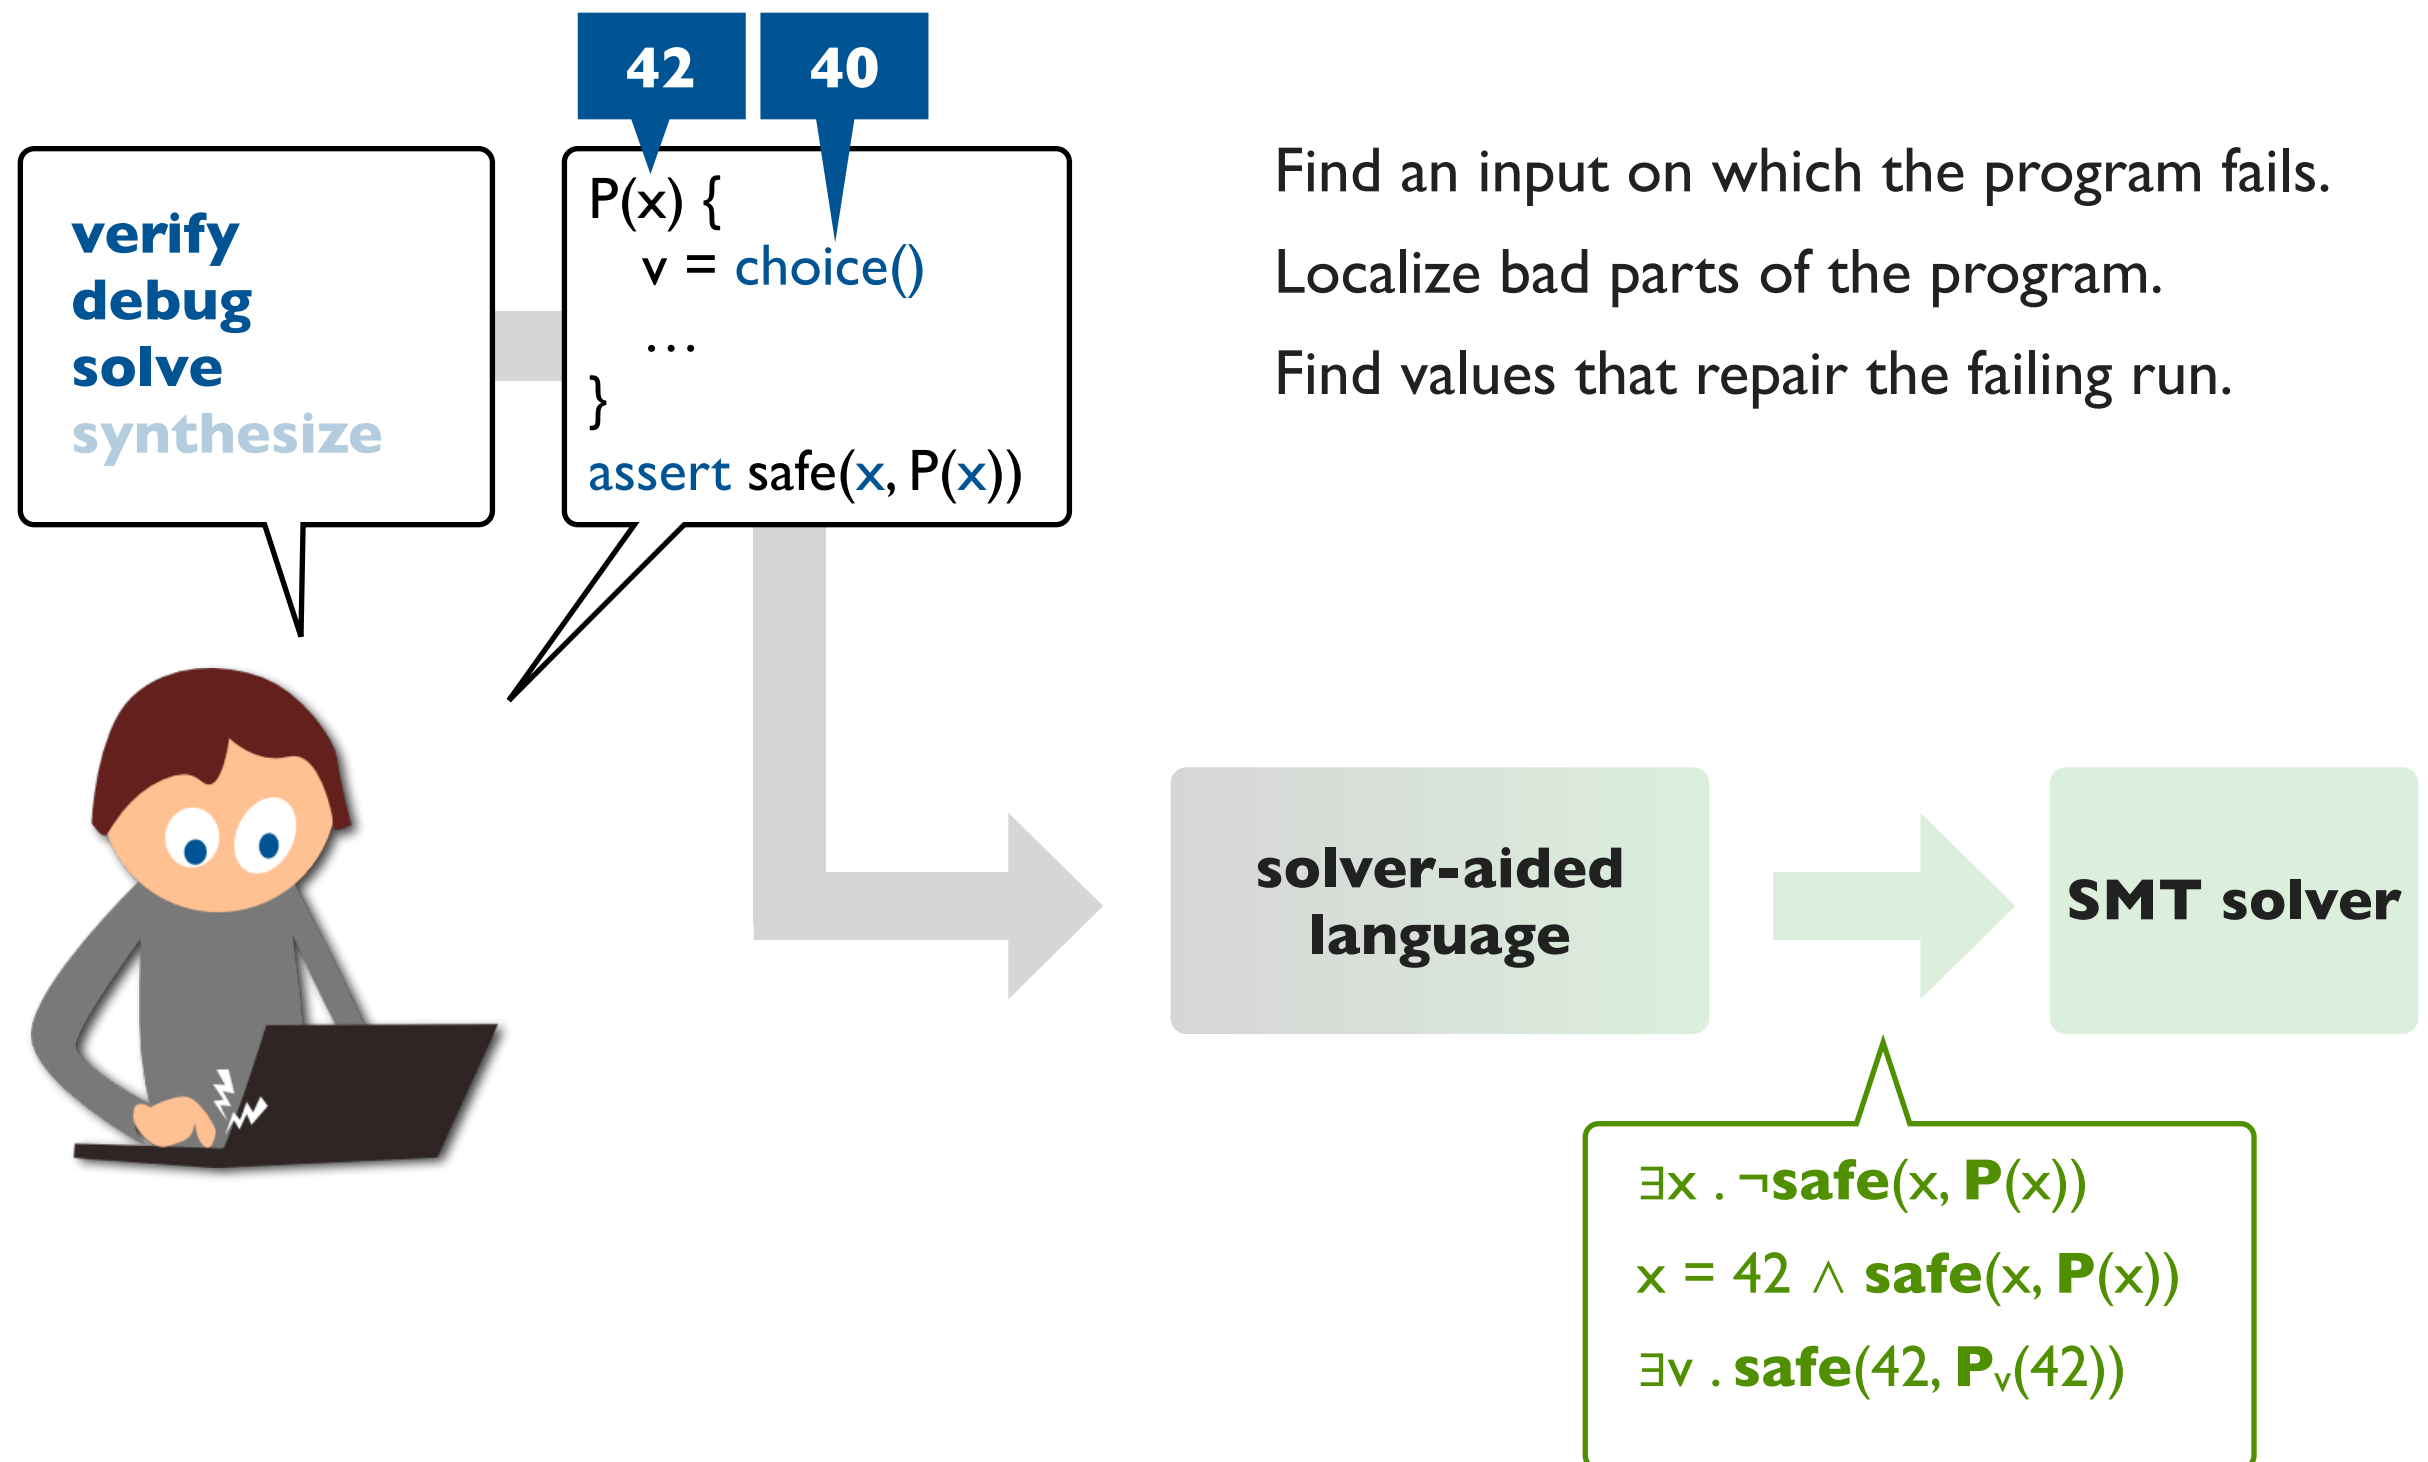 42
40
verify
debug
solve
synthesize
P(x) {
v = choice()
…
}
assert safe(x, P(x))
Find an input on which the program fails.
Localize bad parts of the program.
Find values that repair the failing run.
solver-aided
language
SMT solver
∃x . ¬safe(x, P(x))
x = 42 ∧ safe(x, P(x))
∃v . safe(42, Pᵥ(42))